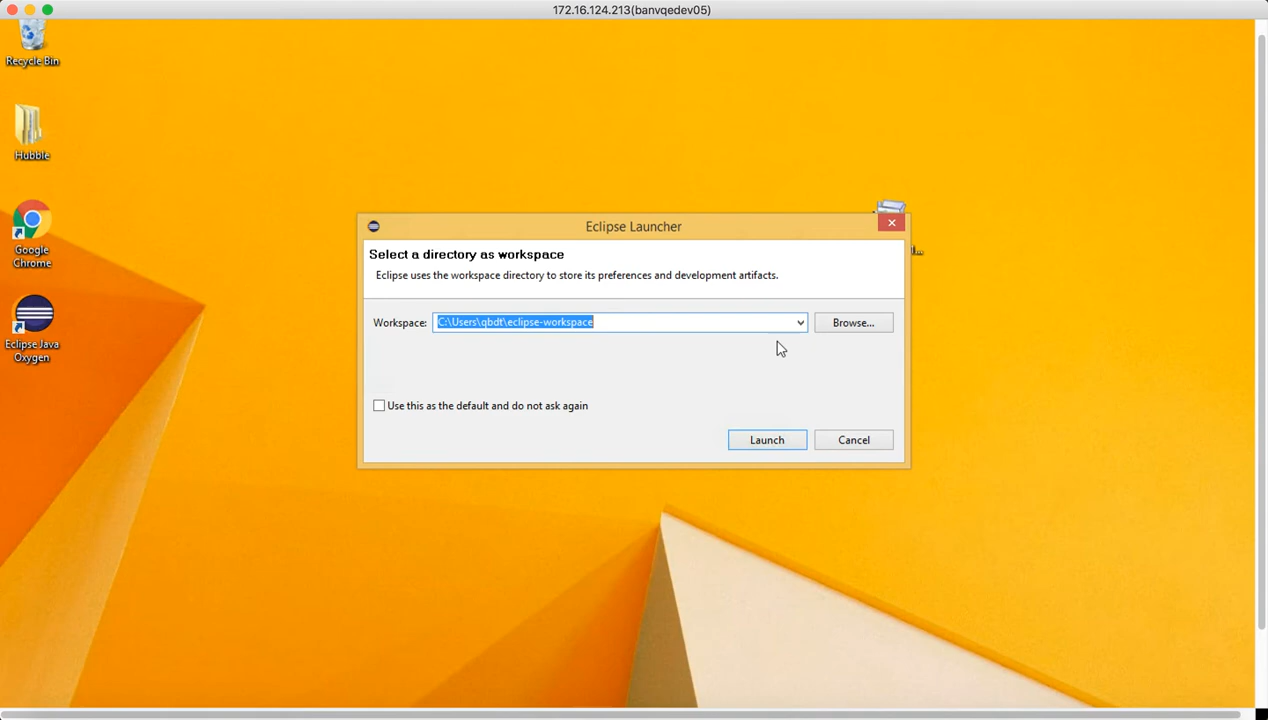 172.16.124.213(banvqedev05)
Recycle Bin
Hubble
Google
Chrome
Eclipse Java
Oxygen
Eclipse Launcher
Select a directory as workspace
Eclipse uses the workspace directory to store its preferences and development artifacts.
Workspace: C:\Users\qbdt\eclipse-workspace Browse...
Use this as the default and do not ask again
Launch Cancel